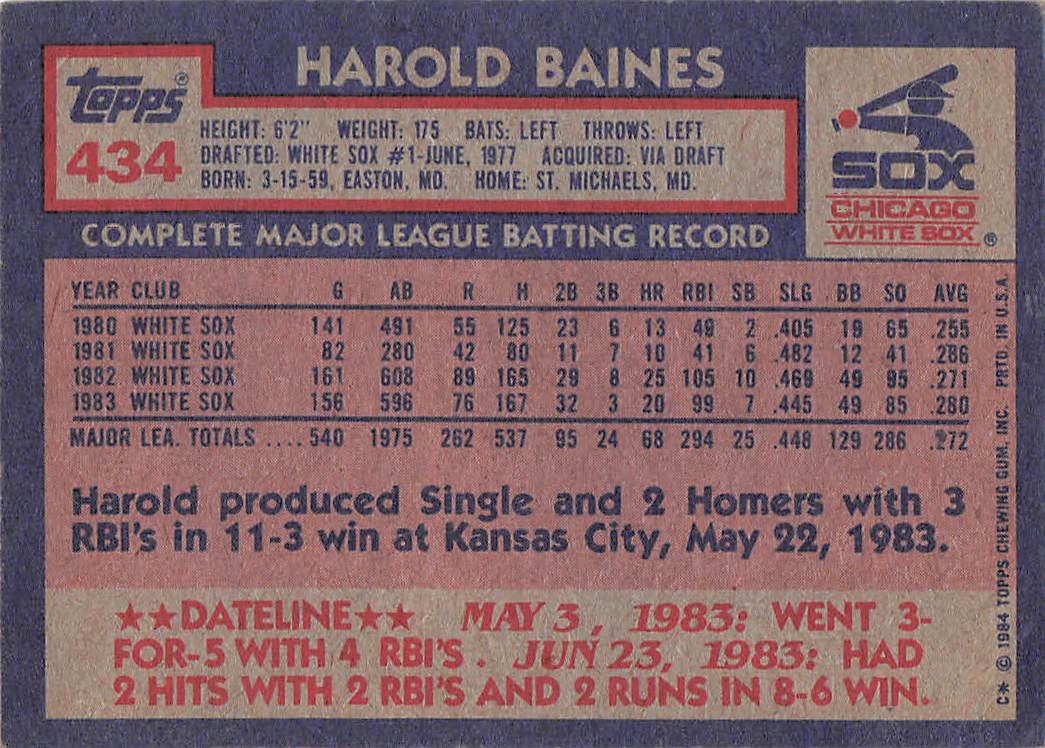 HAROLD BAINES
Topps®
434
HEIGHT: 6'2" WEIGHT: 175 BATS: LEFT THROWS: LEFT
DRAFTED: WHITE SOX #1-JUNE, 1977 ACQUIRED: VIA DRAFT
BORN: 3-15-59, EASTON, MD. HOME: ST. MICHAELS, MD.
SOX
CHICAGO
WHITE SOX ®
COMPLETE MAJOR LEAGUE BATTING RECORD
YEAR CLUB G AB R H 2B 3B HR RBI SB SLG BB SO AVG
1980 WHITE SOX 141 491 55 125 23 6 13 49 2 .405 19 65 .255
1981 WHITE SOX 82 280 42 80 11 7 10 41 6 .482 12 41 .286
1982 WHITE SOX 161 608 89 165 29 8 25 105 10 .469 49 95 .271
1983 WHITE SOX 156 596 76 167 32 3 20 99 7 .445 49 85 .280
MAJOR LEA. TOTALS .... 540 1975 262 537 95 24 68 294 25 .448 129 286 .272
Harold produced Single and 2 Homers with 3
RBI's in 11-3 win at Kansas City, May 22, 1983.
★★DATELINE★★ MAY 3, 1983: WENT 3-
FOR-5 WITH 4 RBI'S. JUN 23, 1983: HAD
2 HITS WITH 2 RBI'S AND 2 RUNS IN 8-6 WIN.
C* © 1984 TOPPS CHEWING GUM, INC. PRTD. IN U.S.A.